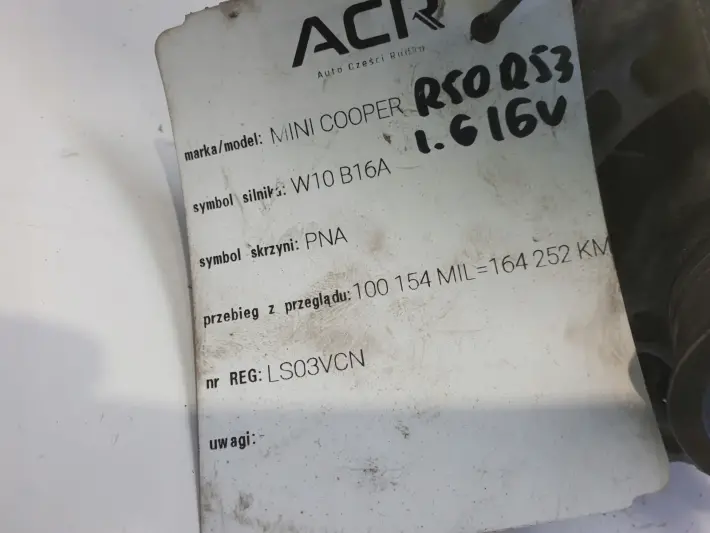 ACR
Auto Części Rudzin
marka/model: MINI COOPER R50 R53
1.6 16V
symbol silnika: W10 B16A
symbol skrzyni: PNA
przebieg z przeglądu: 100 154 MIL=164 252 KM
nr REG: LS03VCN
uwagi:-